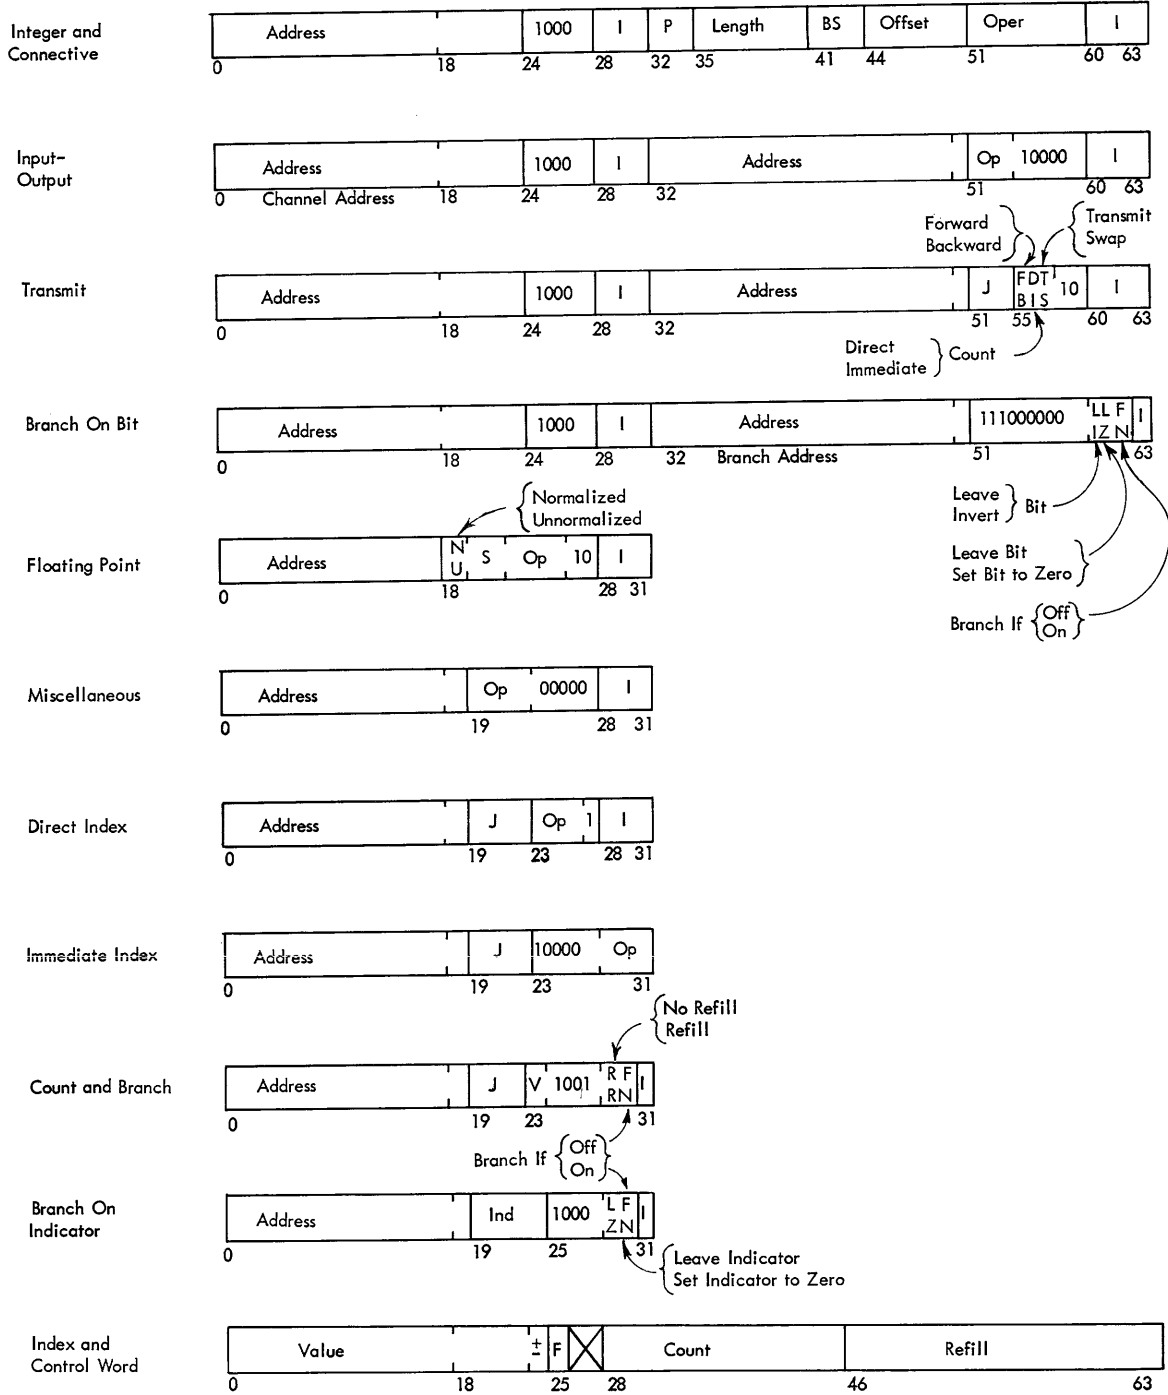 Integer and
Connective
Address 1000 I P Length BS Offset Oper I
0 18 24 28 32 35 41 44 51 60 63
Input-
Output
Address 1000 I Address Op 10000 I
0 Channel Address 18 24 28 32 51 60 63
Forward
Backward
Transmit
Swap
Transmit
Address 1000 I Address J FDT 10 I
BIS
0 18 24 28 32 51 55 60 63
Direct
Immediate
Count
Branch On Bit
Address 1000 I Address 111000000 LL F I
IZ N
0 18 24 28 32 Branch Address 51 63
Leave
Invert
Bit
Leave Bit
Set Bit to Zero
Branch If
Off
On
Normalized
Unnormalized
Floating Point
Address N S Op 10 I
U
0 18 28 31
Miscellaneous
Address Op 00000 I
0 19 28 31
Direct Index
Address J Op 1 I
0 19 23 28 31
Immediate Index
Address J 10000 Op
0 19 23 31
No Refill
Refill
Count and Branch
Address J V 1001 R F I
RN
0 19 23 31
Branch If
Off
On
Branch On
Indicator
Address Ind 1000 L F I
ZN
0 19 25 31
Leave Indicator
Set Indicator to Zero
Index and
Control Word
Value ± F Count Refill
0 18 25 28 46 63